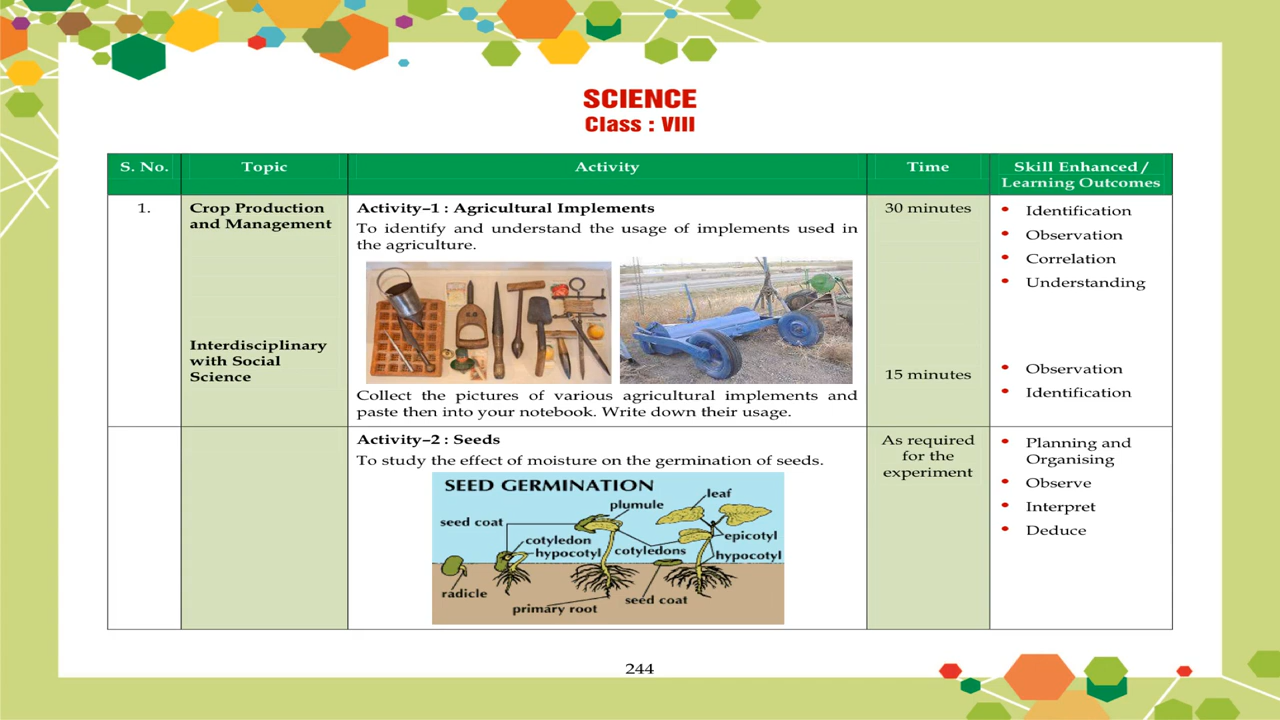 SCIENCE
Class : VIII
S. No.
Topic
Activity
Time
Skill Enhanced /
Learning Outcomes
1.
Crop Production
and Management
Interdisciplinary
with Social
Science
Activity–1 : Agricultural Implements
To identify and understand the usage of implements used in
the agriculture.
Collect the pictures of various agricultural implements and
paste then into your notebook. Write down their usage.
30 minutes
15 minutes
• Identification
• Observation
• Correlation
• Understanding
• Observation
• Identification
Activity–2 : Seeds
To study the effect of moisture on the germination of seeds.
SEED GERMINATION
leaf
plumule
seed coat
epicotyl
cotyledon
hypocotyl
cotyledons
hypocotyl
radicle
primary root
seed coat
As required
for the
experiment
• Planning and
Organising
• Observe
• Interpret
• Deduce
244